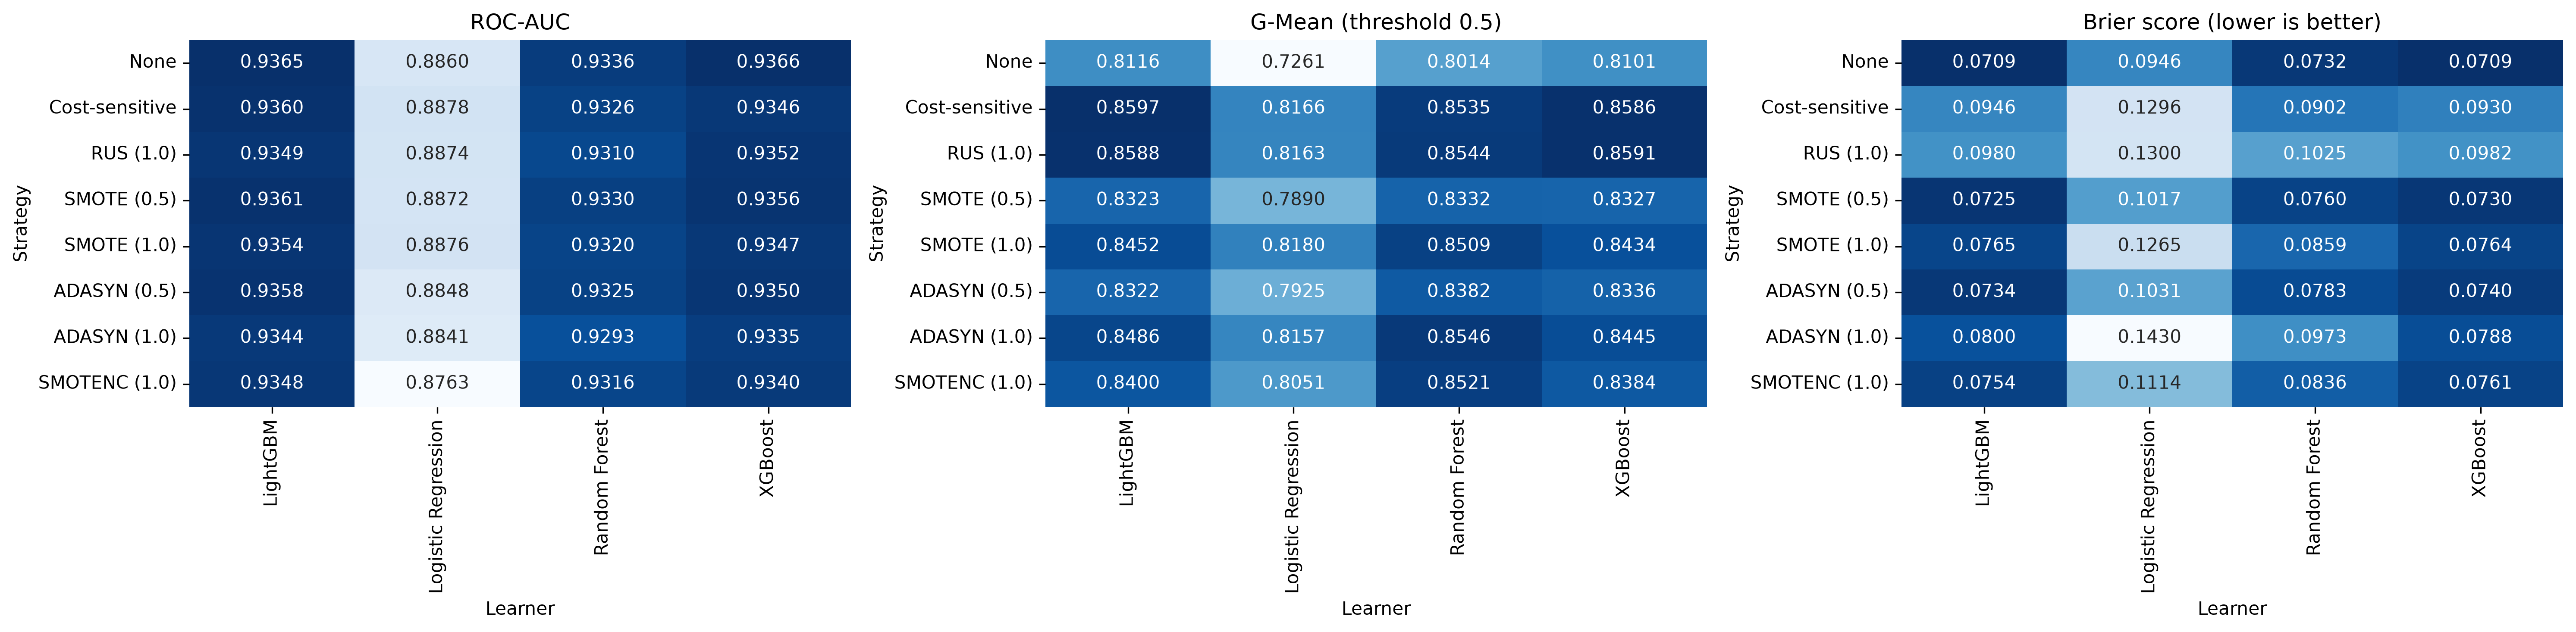 ROC-AUC
Strategy
None 0.9365 0.8860 0.9336 0.9366
Cost-sensitive 0.9360 0.8878 0.9326 0.9346
RUS (1.0) 0.9349 0.8874 0.9310 0.9352
SMOTE (0.5) 0.9361 0.8872 0.9330 0.9356
SMOTE (1.0) 0.9354 0.8876 0.9320 0.9347
ADASYN (0.5) 0.9358 0.8848 0.9325 0.9350
ADASYN (1.0) 0.9344 0.8841 0.9293 0.9335
SMOTENC (1.0) 0.9348 0.8763 0.9316 0.9340
LightGBM
Logistic Regression
Random Forest
XGBoost
Learner
G-Mean (threshold 0.5)
Strategy
None 0.8116 0.7261 0.8014 0.8101
Cost-sensitive 0.8597 0.8166 0.8535 0.8586
RUS (1.0) 0.8588 0.8163 0.8544 0.8591
SMOTE (0.5) 0.8323 0.7890 0.8332 0.8327
SMOTE (1.0) 0.8452 0.8180 0.8509 0.8434
ADASYN (0.5) 0.8322 0.7925 0.8382 0.8336
ADASYN (1.0) 0.8486 0.8157 0.8546 0.8445
SMOTENC (1.0) 0.8400 0.8051 0.8521 0.8384
LightGBM
Logistic Regression
Random Forest
XGBoost
Learner
Brier score (lower is better)
Strategy
None 0.0709 0.0946 0.0732 0.0709
Cost-sensitive 0.0946 0.1296 0.0902 0.0930
RUS (1.0) 0.0980 0.1300 0.1025 0.0982
SMOTE (0.5) 0.0725 0.1017 0.0760 0.0730
SMOTE (1.0) 0.0765 0.1265 0.0859 0.0764
ADASYN (0.5) 0.0734 0.1031 0.0783 0.0740
ADASYN (1.0) 0.0800 0.1430 0.0973 0.0788
SMOTENC (1.0) 0.0754 0.1114 0.0836 0.0761
LightGBM
Logistic Regression
Random Forest
XGBoost
Learner